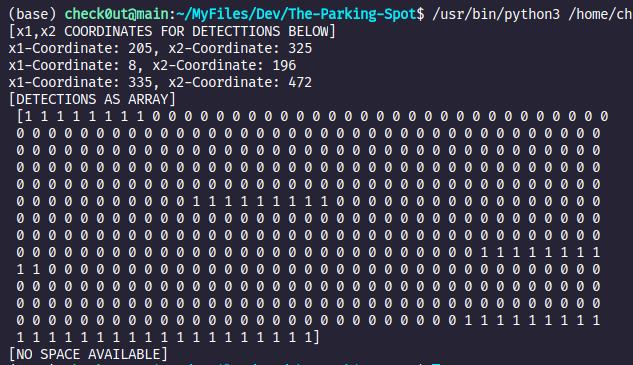 (base) check0ut@main:~/MyFiles/Dev/The-Parking-Spot$ /usr/bin/python3 /home/ch
[x1,x2 COORDINATES FOR DETECTTIONS BELOW]
x1-Coordinate: 205, x2-Coordinate: 325
x1-Coordinate: 8, x2-Coordinate: 196
x1-Coordinate: 335, x2-Coordinate: 472
[DETECTIONS AS ARRAY]
[1 1 1 1 1 1 1 1 0 0 0 0 0 0 0 0 0 0 0 0 0 0 0 0 0 0 0 0 0 0 0 0 0 0 0 0 0
0 0 0 0 0 0 0 0 0 0 0 0 0 0 0 0 0 0 0 0 0 0 0 0 0 0 0 0 0 0 0 0 0 0 0 0 0
0 0 0 0 0 0 0 0 0 0 0 0 0 0 0 0 0 0 0 0 0 0 0 0 0 0 0 0 0 0 0 0 0 0 0 0 0
0 0 0 0 0 0 0 0 0 0 0 0 0 0 0 0 0 0 0 0 0 0 0 0 0 0 0 0 0 0 0 0 0 0 0 0 0
0 0 0 0 0 0 0 0 0 0 0 0 0 0 0 0 0 0 0 0 0 0 0 0 0 0 0 0 0 0 0 0 0 0 0 0 0
0 0 0 0 0 0 0 0 0 0 0 1 1 1 1 1 1 1 1 1 0 0 0 0 0 0 0 0 0 0 0 0 0 0 0 0 0
0 0 0 0 0 0 0 0 0 0 0 0 0 0 0 0 0 0 0 0 0 0 0 0 0 0 0 0 0 0 0 0 0 0 0 0 0
0 0 0 0 0 0 0 0 0 0 0 0 0 0 0 0 0 0 0 0 0 0 0 0 0 0 0 0 0 0 0 0 0 0 0 0 0
0 0 0 0 0 0 0 0 0 0 0 0 0 0 0 0 0 0 0 0 0 0 0 0 0 0 0 0 0 1 1 1 1 1 1 1 1
1 1 0 0 0 0 0 0 0 0 0 0 0 0 0 0 0 0 0 0 0 0 0 0 0 0 0 0 0 0 0 0 0 0 0 0 0
0 0 0 0 0 0 0 0 0 0 0 0 0 0 0 0 0 0 0 0 0 0 0 0 0 0 0 0 0 0 0 0 0 0 0 0 0
0 0 0 0 0 0 0 0 0 0 0 0 0 0 0 0 0 0 0 0 0 0 0 0 0 0 0 0 0 0 0 0 0 0 0 0 0
0 0 0 0 0 0 0 0 0 0 0 0 0 0 0 0 0 0 0 0 0 0 0 0 0 0 0 0 1 1 1 1 1 1 1 1 1
1 1 1 1 1 1 1 1 1 1 1 1 1 1 1 1 1 1 1]
[NO SPACE AVAILABLE]